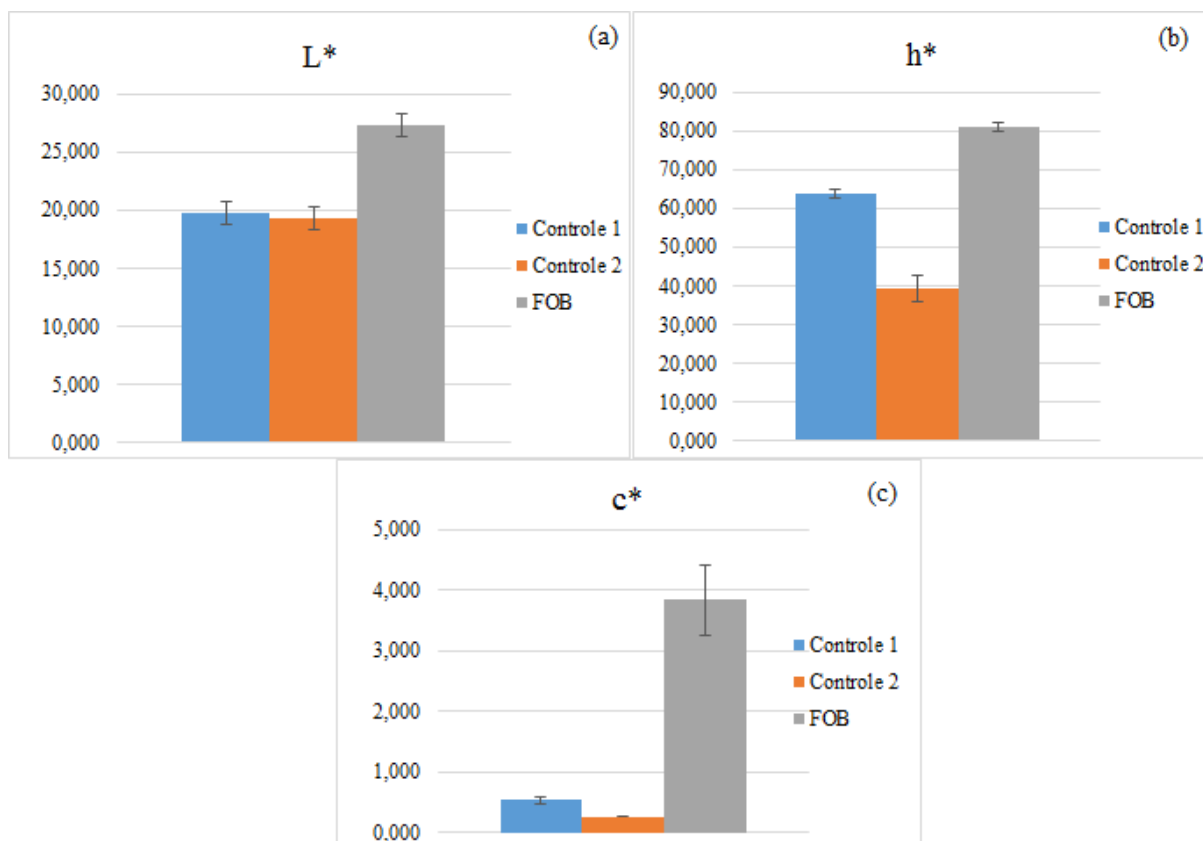 (a)
L*
30,000
25,000
20,000
15,000
10,000
5,000
0,000
Controle 1
Controle 2
FOB
(b)
h*
90,000
80,000
70,000
60,000
50,000
40,000
30,000
20,000
10,000
0,000
Controle 1
Controle 2
FOB
(c)
c*
5,000
4,000
3,000
2,000
1,000
0,000
Controle 1
Controle 2
FOB